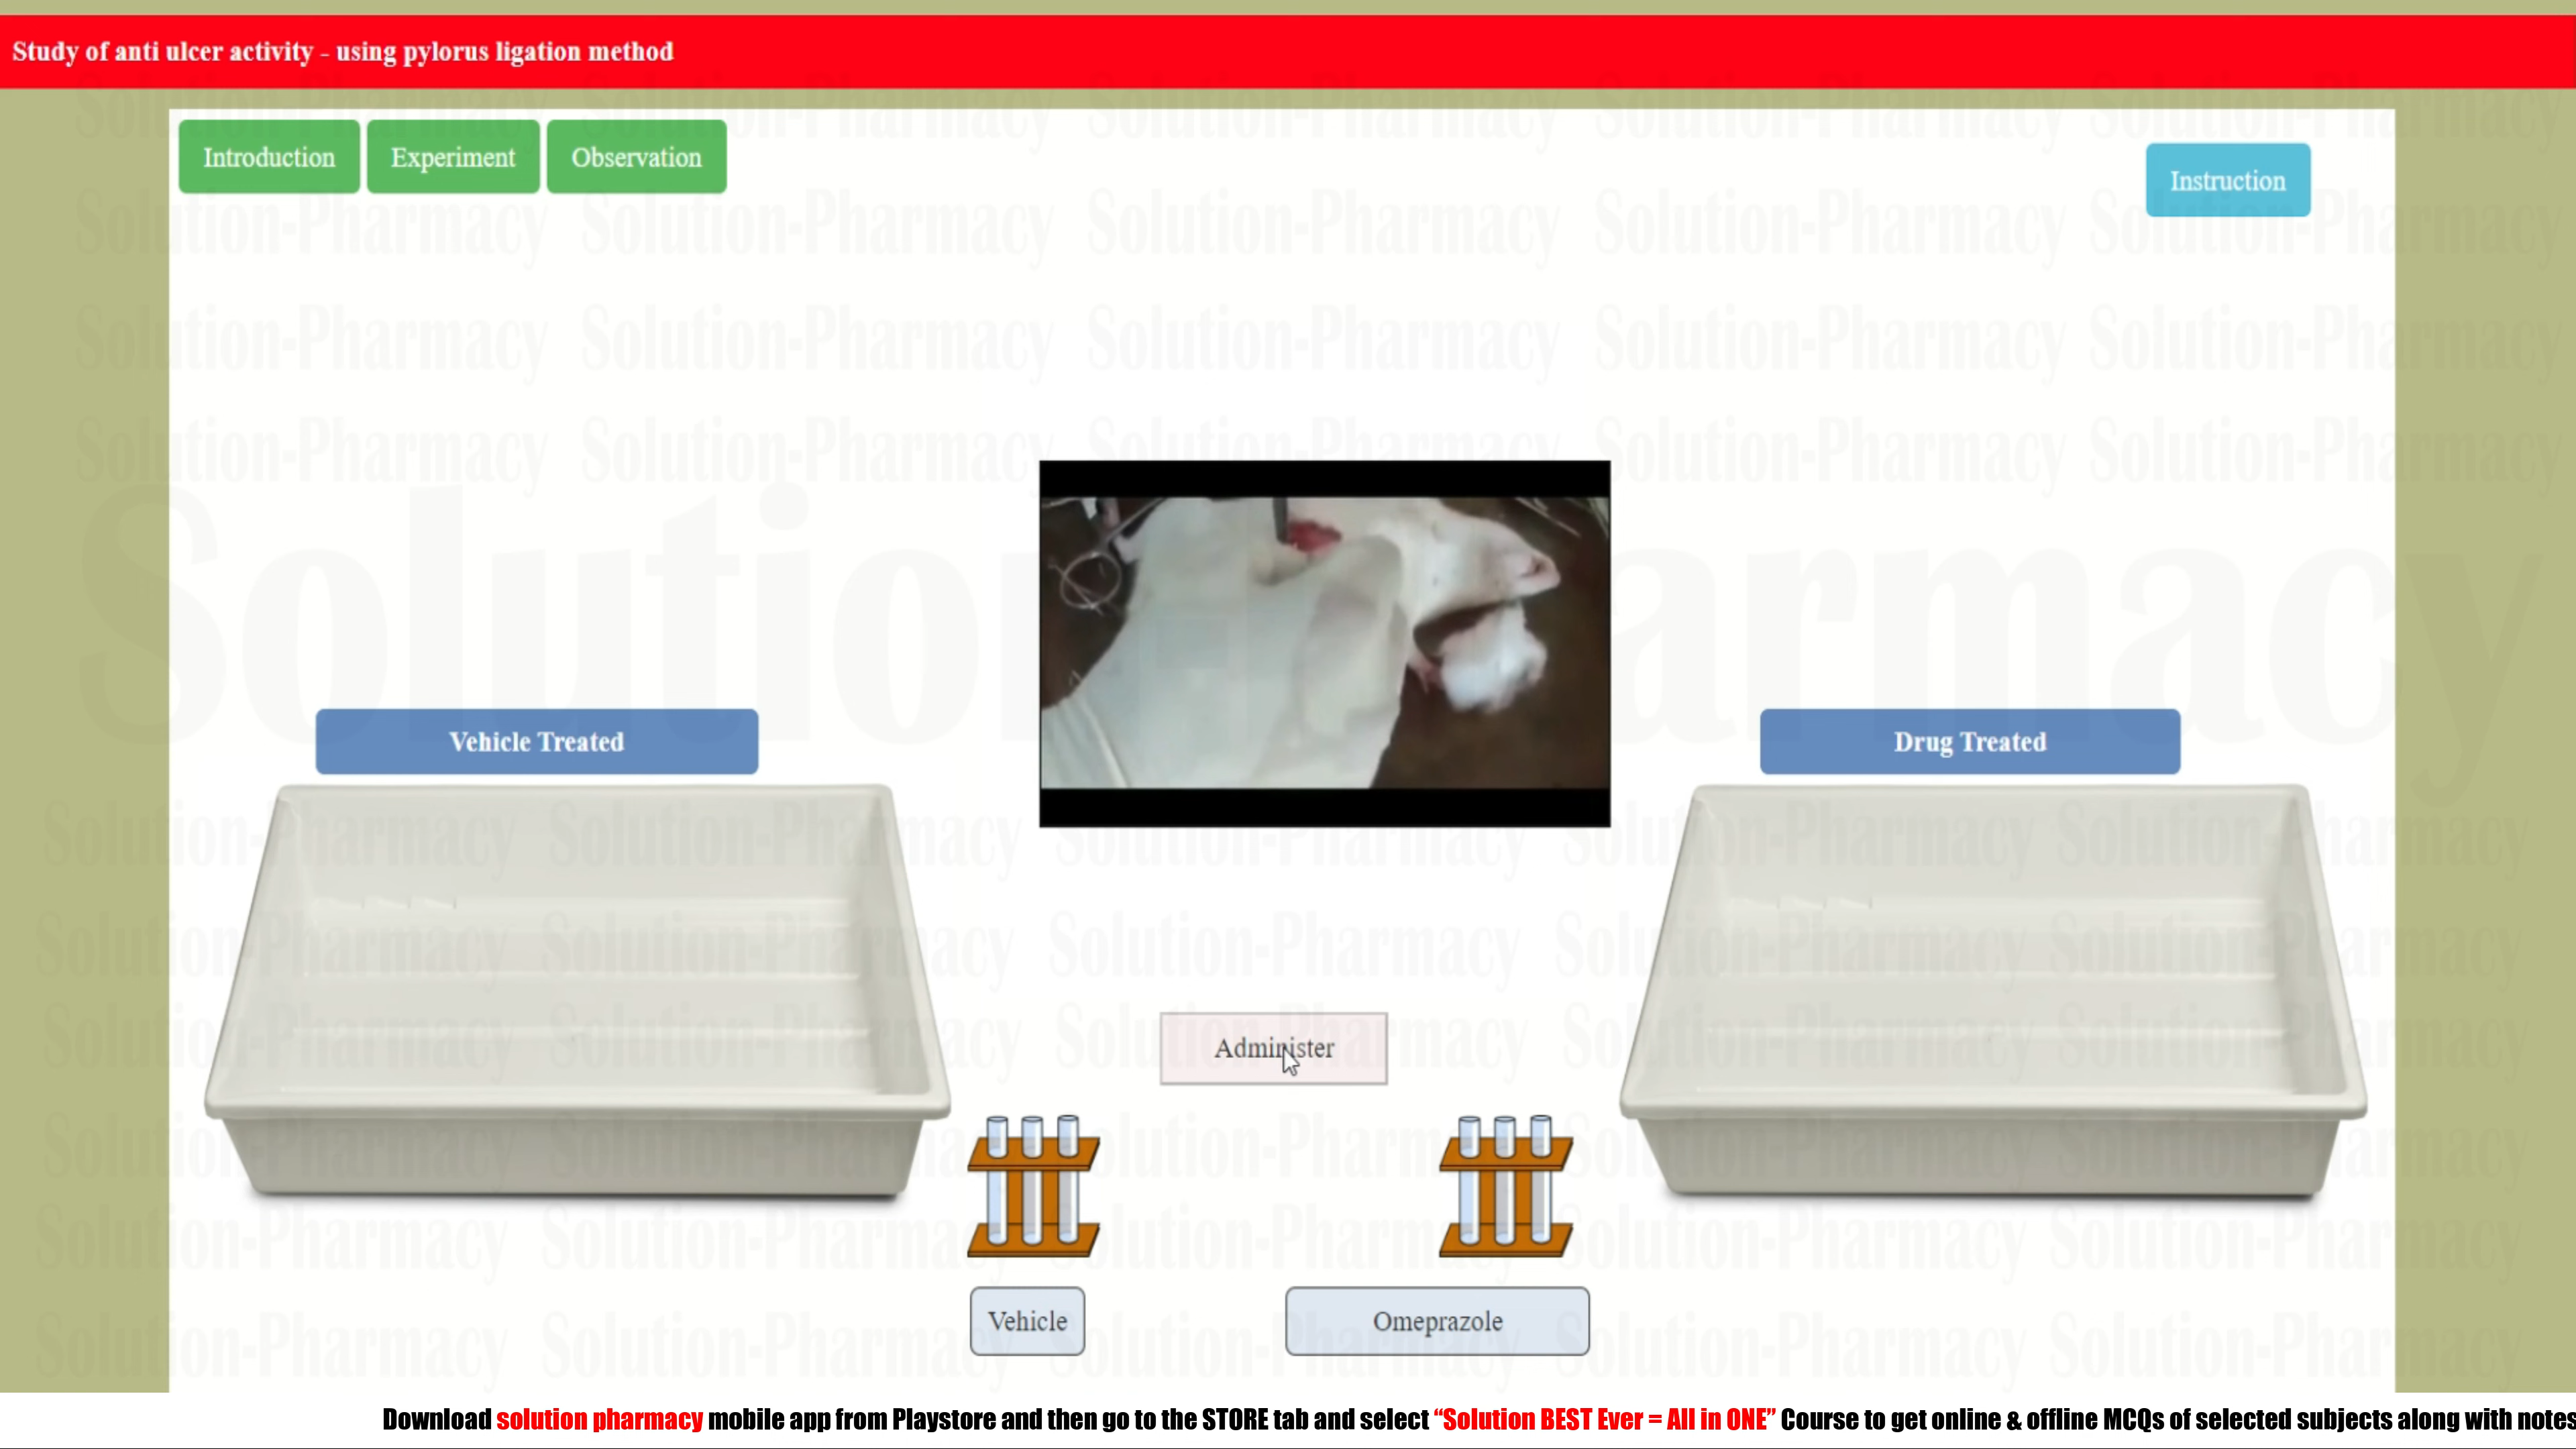 Study of anti ulcer activity - using pylorus ligation method
Introduction
Experiment
Observation
Instruction
Solution-Pharmacy
Vehicle Treated
Drug Treated
Administer
Vehicle
Omeprazole
Download solution pharmacy mobile app from Playstore and then go to the STORE tab and select “Solution BEST Ever = All in ONE” Course to get online & offline MCQs of selected subjects along with notes